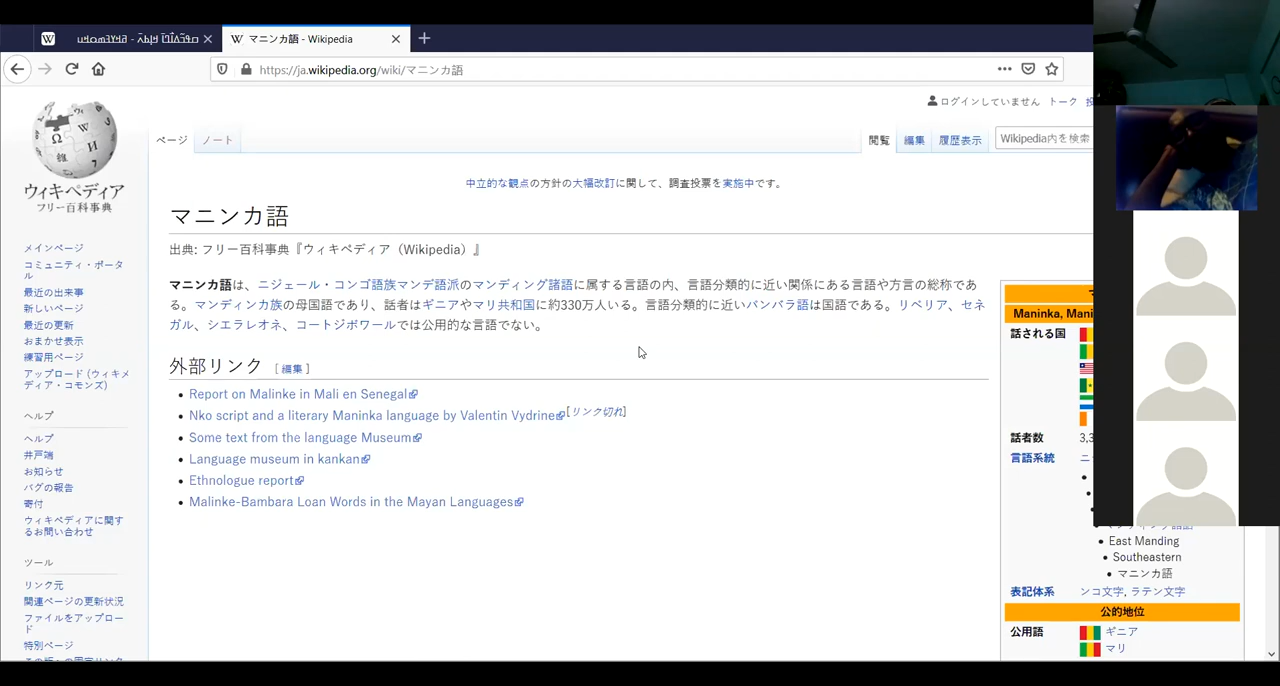 マニンカ語 - Wikipedia
https://ja.wikipedia.org/wiki/マニンカ語
ウィキペディア
フリー百科事典
ログインしていません トーク
ページ ノート
閲覧 編集 履歴表示
Wikipedia内を検索
中立的な観点の方針の大幅改訂に関して、調査投票を実施中です。
マニンカ語
出典: フリー百科事典『ウィキペディア（Wikipedia）』
マニンカ語は、ニジェール・コンゴ語族マンデ語派のマンディング諸語に属する言語の内、言語分類的に近い関係にある言語や方言の総称であ
る。マンディンカ族の母国語であり、話者はギニアやマリ共和国に約330万人いる。言語分類的に近いバンバラ語は国語である。リベリア、セネ
ガル、シエラレオネ、コートジボワールでは公用的な言語でない。
外部リンク [編集]
Report on Malinke in Mali en Senegal
Nko script and a literary Maninka language by Valentin Vydrine[リンク切れ]
Some text from the language Museum
Language museum in kankan
Ethnologue report
Malinke-Bambara Loan Words in the Mayan Languages
メインページ
コミュニティ・ポータ
ル
最近の出来事
新しいページ
最近の更新
おまかせ表示
練習用ページ
アップロード (ウィキメ
ディア・コモンズ)
ヘルプ
ヘルプ
井戸端
お知らせ
バグの報告
寄付
ウィキペディアに関す
るお問い合わせ
ツール
リンク元
関連ページの更新状況
ファイルをアップロー
ド
特別ページ
Maninka,
話される国
話者数
言語系統
East Manding
Southeastern
マニンカ語
表記体系 ンコ文字, ラテン文字
公的地位
公用語 ギニア
マリ